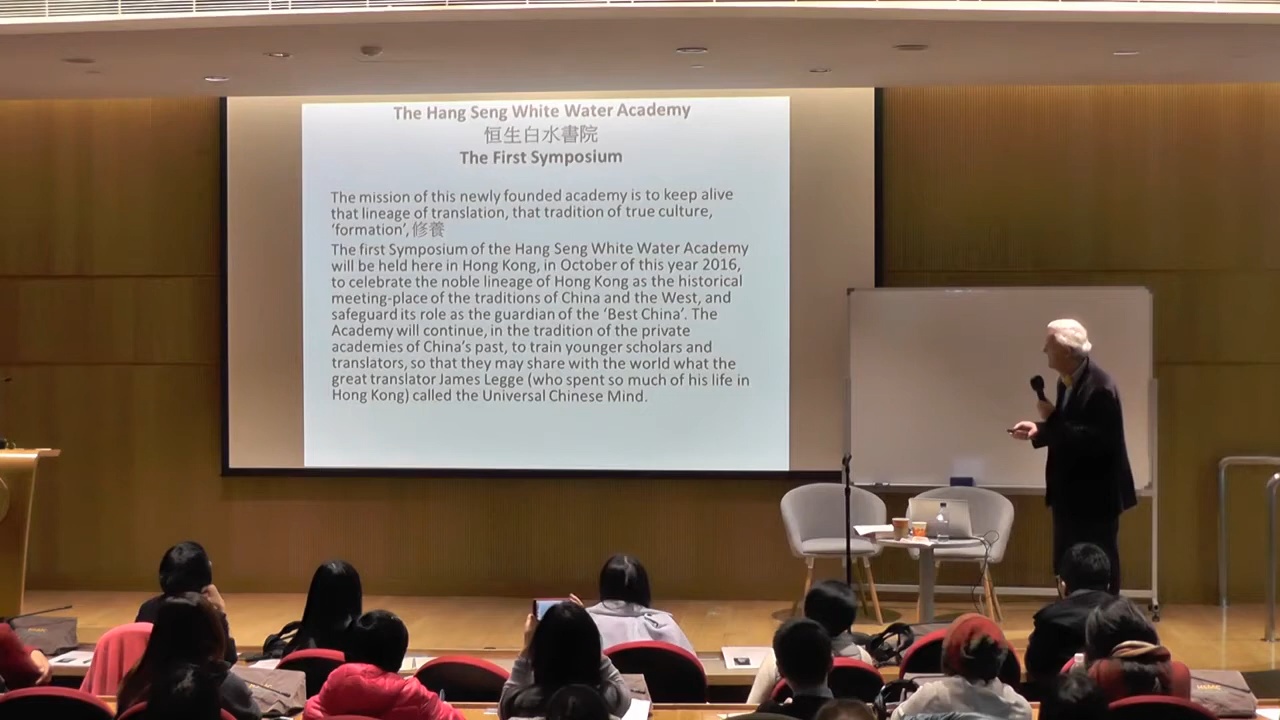 The Hang Seng White Water Academy
恒生白水書院
The First Symposium
The mission of this newly founded academy is to keep alive
that lineage of translation, that tradition of true culture,
‘formation’, 修養
The first Symposium of the Hang Seng White Water Academy
will be held here in Hong Kong, in October of this year 2016,
to celebrate the noble lineage of Hong Kong as the historical
meeting-place of the traditions of China and the West, and
safeguard its role as the guardian of the ‘Best China’. The
Academy will continue, in the tradition of the private
academies of China’s past, to train younger scholars and
translators, so that they may share with the world what the
great translator James Legge (who spent so much of his life in
Hong Kong) called the Universal Chinese Mind.